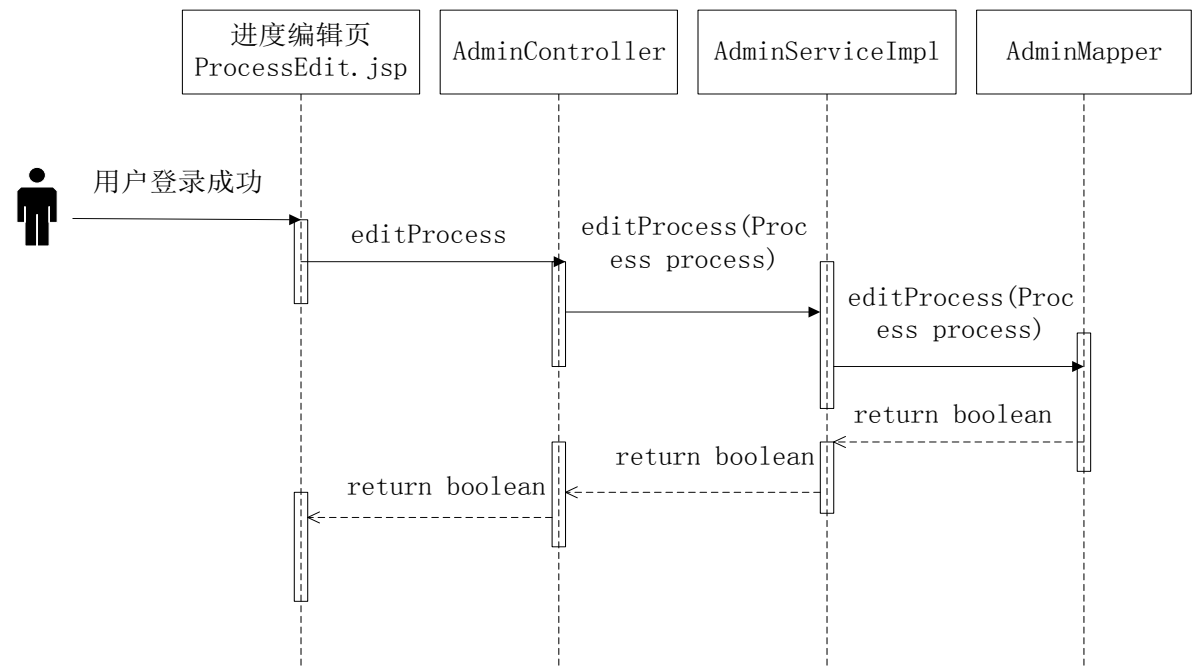 进度编辑页
ProcessEdit.jsp
AdminController
AdminServiceImpl
AdminMapper
用户登录成功
editProcess
editProcess(Proc
ess process)
editProcess(Proc
ess process)
return boolean
return boolean
return boolean